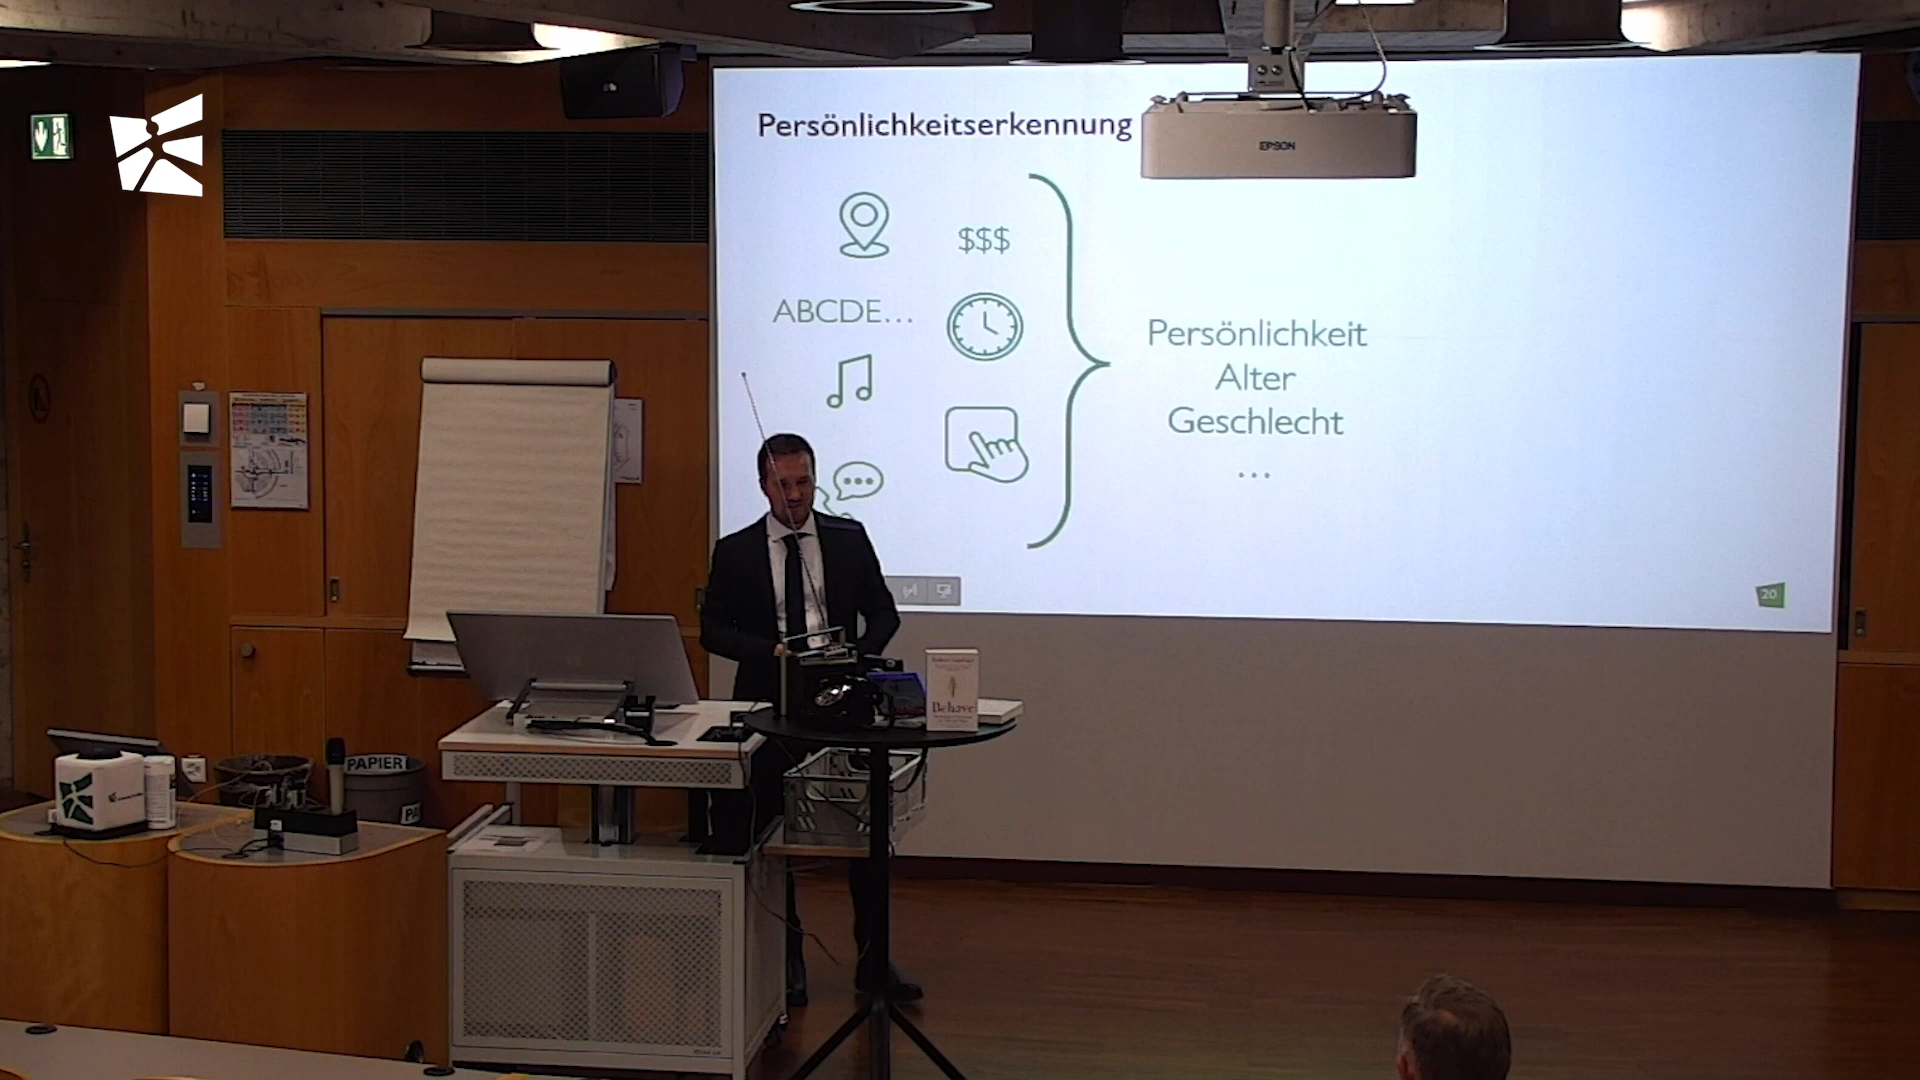 Persönlichkeitserkennung
EPSON
$$$
ABCDE...
Persönlichkeit
Alter
Geschlecht
...
20
Behave
PAPIER